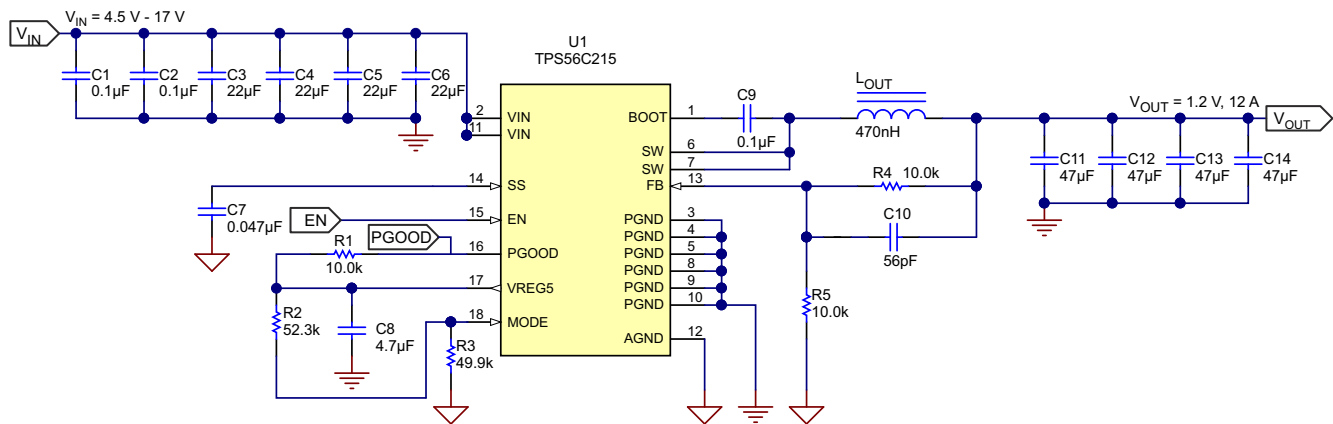 V_IN = 4.5 V - 17 V
V_IN
C1
0.1µF
C2
0.1µF
C3
22µF
C4
22µF
C5
22µF
C6
22µF
U1
TPS56C215
2
VIN
11
VIN
14
SS
15
EN
16
PGOOD
17
VREG5
18
MODE
BOOT
1
SW
6
SW
7
FB
13
PGND
3
PGND
4
PGND
5
PGND
8
PGND
9
PGND
10
AGND
12
C7
0.047µF
EN
PGOOD
R1
10.0k
R2
52.3k
C8
4.7µF
R3
49.9k
C9
0.1µF
L_OUT
470nH
R4
10.0k
C10
56pF
R5
10.0k
V_OUT = 1.2 V, 12 A
V_OUT
C11
47µF
C12
47µF
C13
47µF
C14
47µF